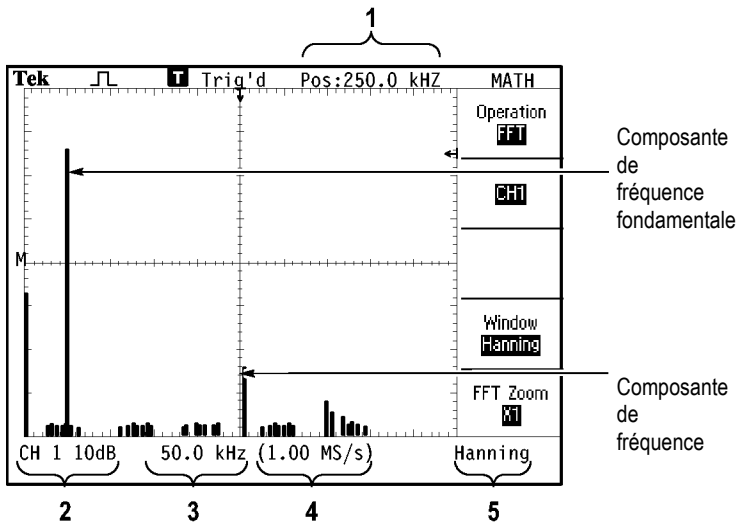 1
Tek T Trig'd Pos:250.0 kHZ MATH
Operation
FFT
CH1
Window
Hanning
FFT Zoom
X1
M
CH 1 10dB 50.0 kHz (1.00 MS/s) Hanning
2 3 4 5
Composante
de
fréquence
fondamentale
Composante
de
fréquence